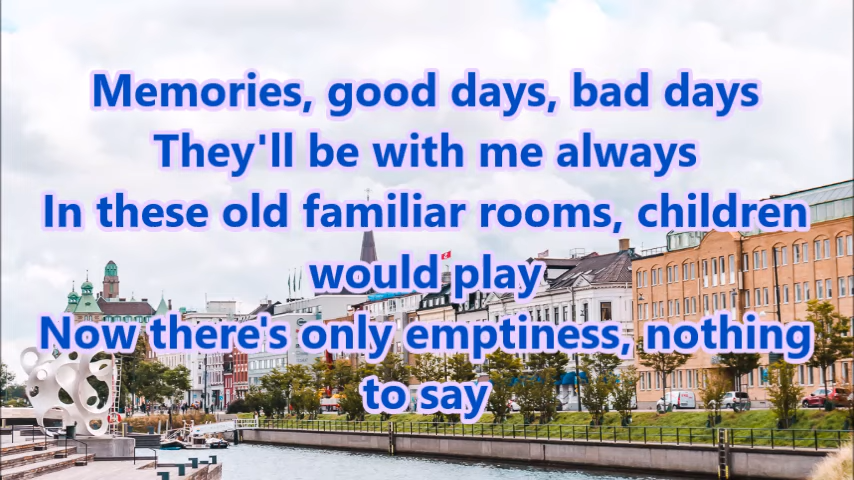 Memories, good days, bad days
They'll be with me always
In these old familiar rooms, children
would play
Now there's only emptiness, nothing
to say